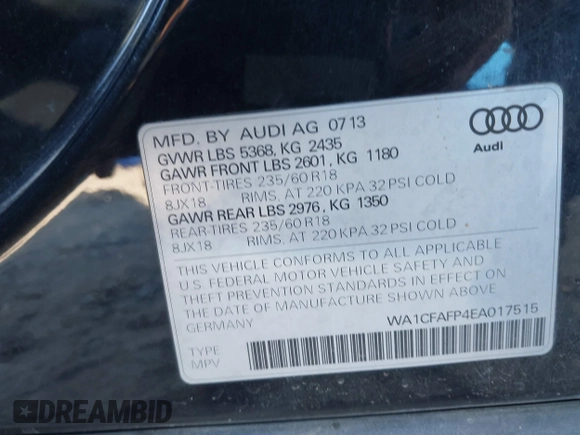 MFD. BY AUDI AG 0713
GVWR LBS 5368, KG 2435
GAWR FRONT LBS 2601, KG 1180
FRONT-TIRES 235/60 R18
8JX18 RIMS, AT 220 KPA 32 PSI COLD
GAWR REAR LBS 2976, KG 1350
REAR-TIRES 235/60 R18
8JX18 RIMS, AT 220 KPA 32 PSI COLD
Audi
THIS VEHICLE CONFORMS TO ALL APPLICABLE
U.S. FEDERAL MOTOR VEHICLE SAFETY AND
THEFT PREVENTION STANDARDS IN EFFECT ON
THE DATE OF MANUFACTURE SHOWN ABOVE
GERMANY
WA1CFAFP4EA017515
TYPE
MPV
DREAMBID